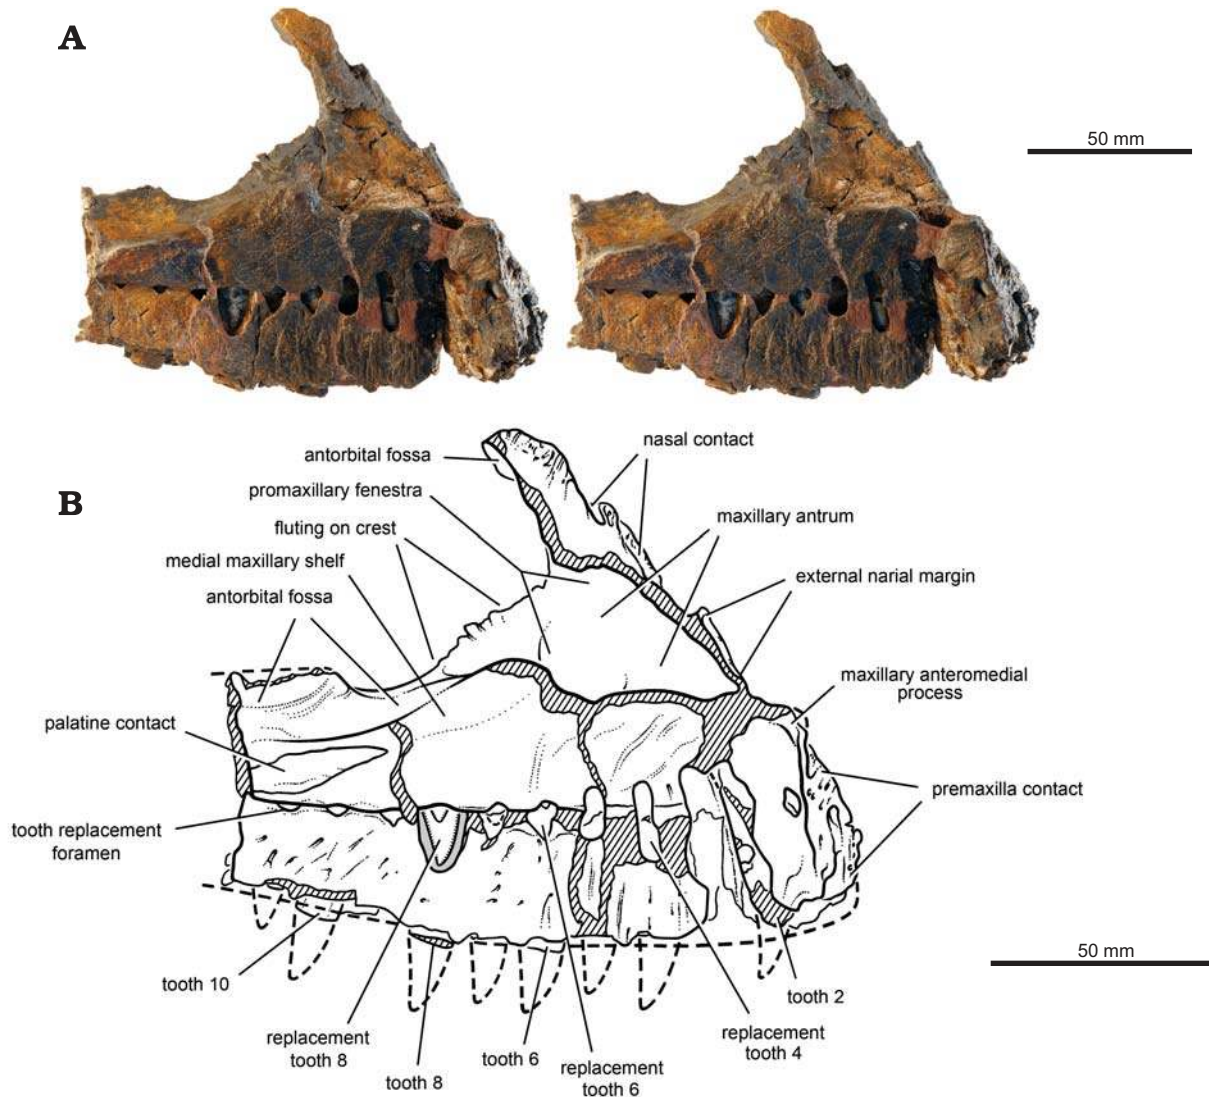 A
50 mm
nasal contact
antorbital fossa
promaxillary fenestra
B
maxillary antrum
fluting on crest
medial maxillary shelf
external narial margin
antorbital fossa
maxillary anteromedial
process
palatine contact
premaxilla contact
tooth replacement
foramen
50 mm
tooth 10
tooth 2
replacement
tooth 8
tooth 8
tooth 6
replacement
tooth 6
replacement
tooth 4